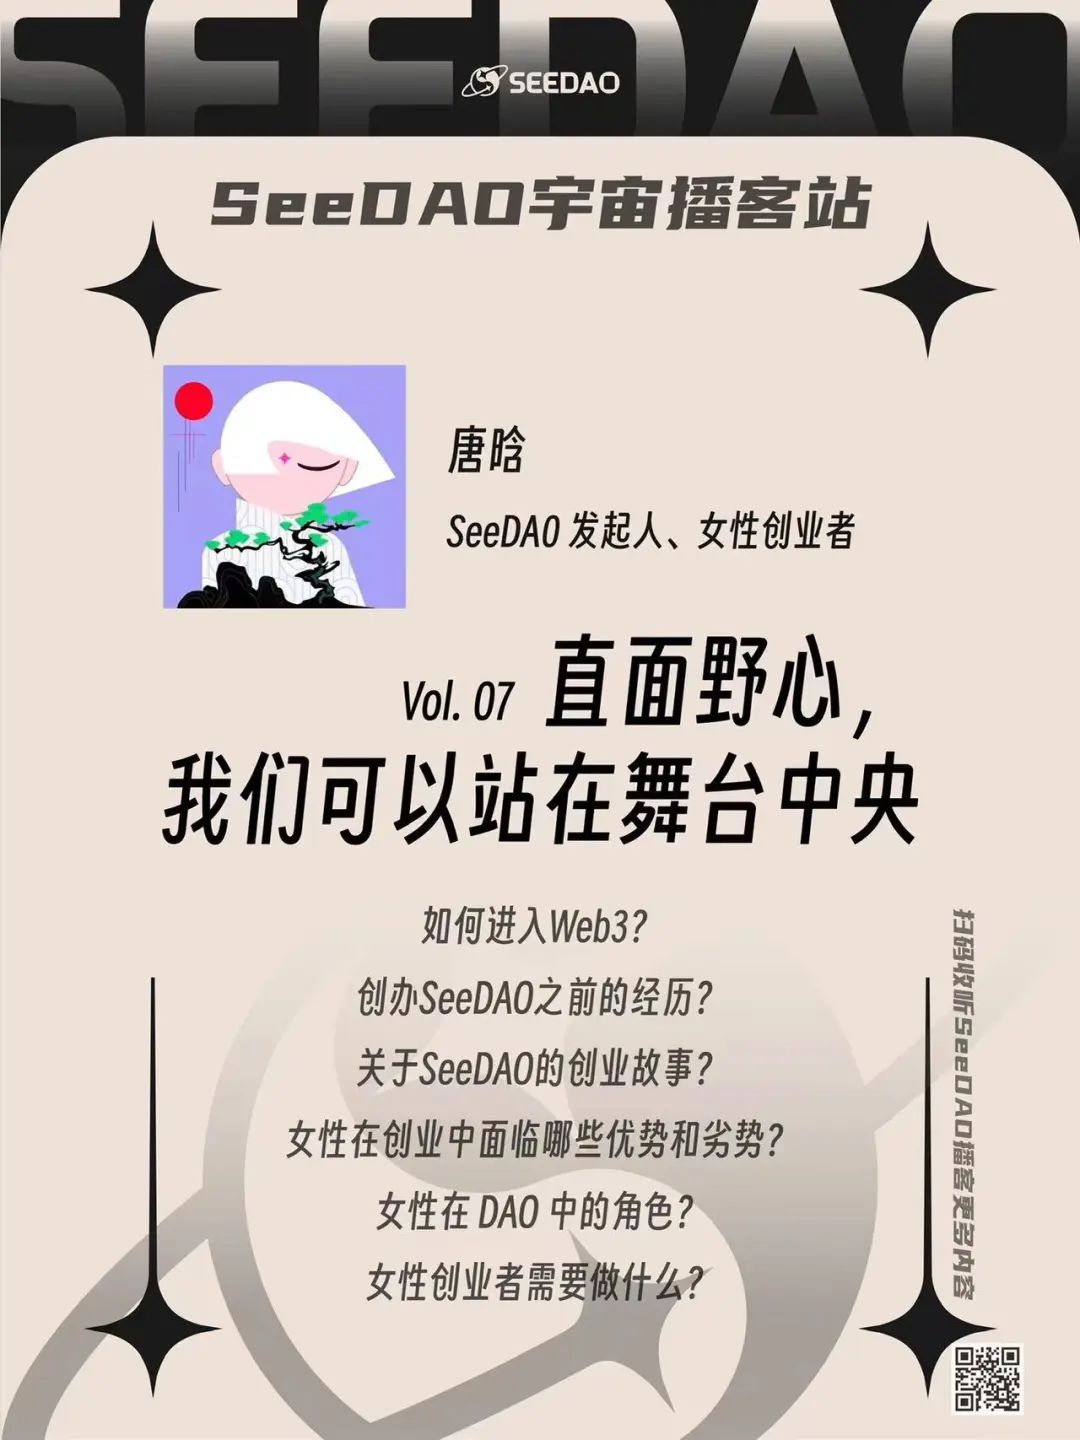 SEEDAO
SEEDAO
SeeDAO宇宙播客站
唐晗
SeeDAO 发起人、女性创业者
Vol. 07 直面野心,
我们可以站在舞台中央
如何进入Web3?
创办SeeDAO之前的经历?
关于SeeDAO的创业故事?
女性在创业中面临哪些优势和劣势?
女性在 DAO 中的角色?
女性创业者需要做什么?
扫码收听SeeDAO播客更多内容